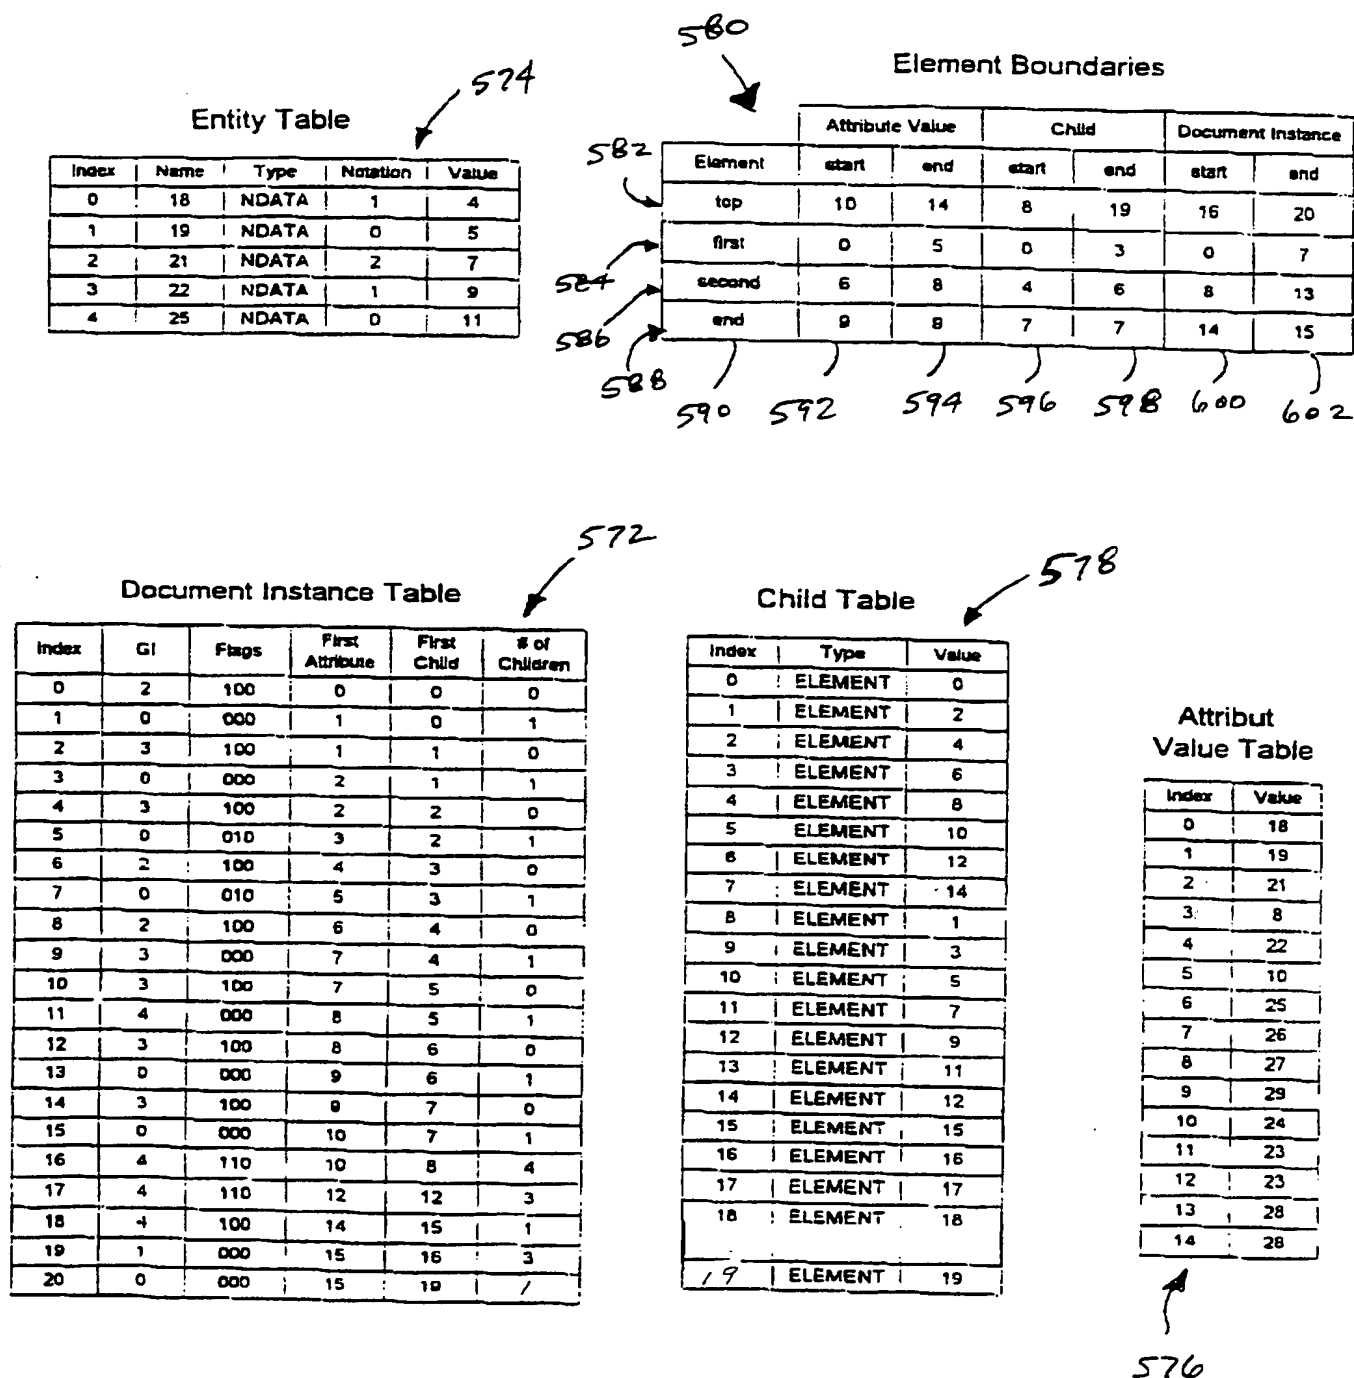 580
Element Boundaries
574
Entity Table
Index Name Type Notation Value
0 18 NDATA 1 4
1 19 NDATA 0 5
2 21 NDATA 2 7
3 22 NDATA 1 9
4 25 NDATA 0 11
Attribute Value Child Document Instance
Element start end start end start end
582
top 10 14 8 19 16 20
584
first 0 5 0 3 0 7
586
second 6 8 4 6 8 13
588
end 9 9 7 7 14 15
590 592 594 596 598 600 602
572
Document Instance Table
Index GI Flags First Attribute First Child # of Children
0 2 100 0 0 0
1 0 000 1 0 1
2 3 100 1 1 0
3 0 000 2 1 1
4 3 100 2 2 0
5 0 010 3 2 1
6 2 100 4 3 0
7 0 010 5 3 1
8 2 100 6 4 0
9 3 000 7 4 1
10 3 100 7 5 0
11 4 000 8 5 1
12 3 100 8 6 0
13 0 000 9 6 1
14 3 100 9 7 0
15 0 000 10 7 1
16 4 110 10 8 4
17 4 110 12 12 3
18 4 100 14 15 1
19 1 000 15 16 3
20 0 000 15 19 1
578
Child Table
Index Type Value
0 ELEMENT 0
1 ELEMENT 2
2 ELEMENT 4
3 ELEMENT 6
4 ELEMENT 8
5 ELEMENT 10
6 ELEMENT 12
7 ELEMENT 14
8 ELEMENT 1
9 ELEMENT 3
10 ELEMENT 5
11 ELEMENT 7
12 ELEMENT 9
13 ELEMENT 11
14 ELEMENT 12
15 ELEMENT 15
16 ELEMENT 16
17 ELEMENT 17
18 ELEMENT 18
19 ELEMENT 19
Attribut
Value Table
Index Value
0 18
1 19
2 21
3 8
4 22
5 10
6 25
7 26
8 27
9 29
10 24
11 23
12 23
13 28
14 28
576